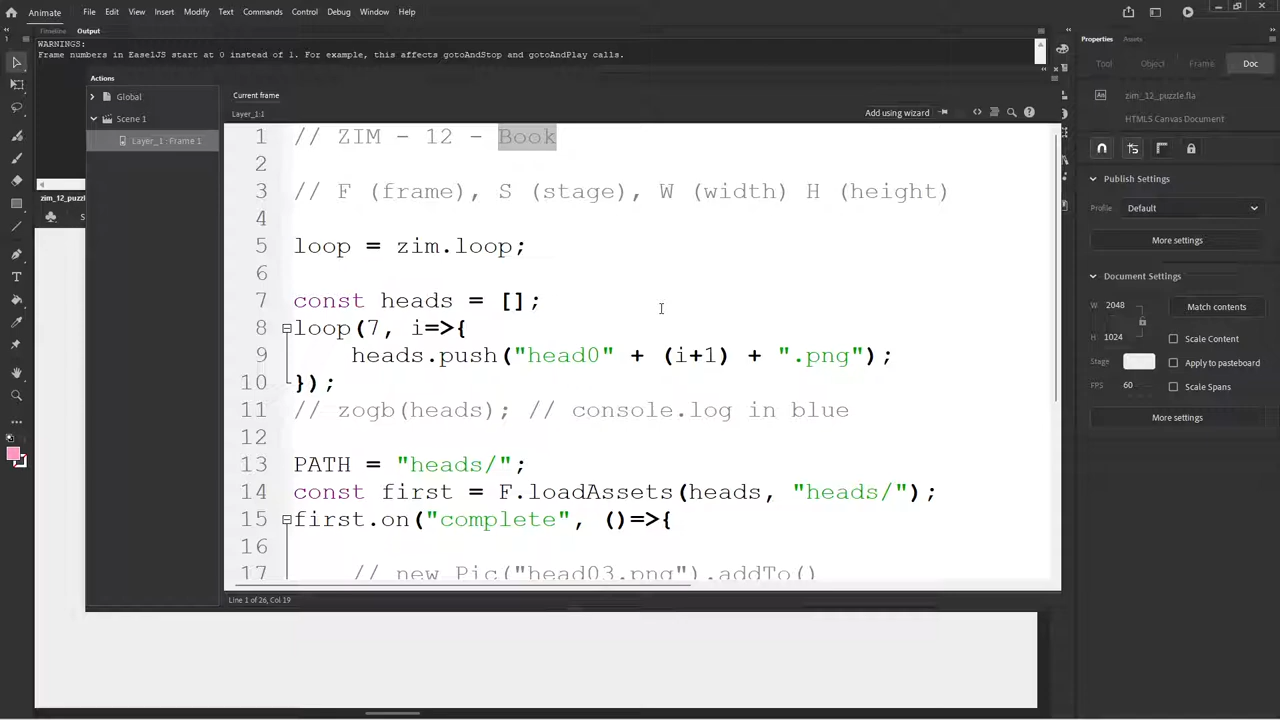 Animate File Edit View Insert Modify Text Commands Control Debug Window Help
Timeline Output
WARNINGS:
Frame numbers in EaselJS start at 0 instead of 1. For example, this affects gotoAndStop and gotoAndPlay calls.
Properties Assets
Tool Object Frame Doc
Actions
Global
Scene 1
Layer_1 : Frame 1
Current frame
Layer_1:1
Add using wizard
zim_12_puzzle.fla
HTML5 Canvas Document
zim_12_puzz
1 // ZIM - 12 - Book
2
3 // F (frame), S (stage), W (width) H (height)
4
5 loop = zim.loop;
6
7 const heads = [];
8 loop(7, i=>{
9 heads.push("head0" + (i+1) + ".png");
10 });
11 // zogb(heads); // console.log in blue
12
13 PATH = "heads/";
14 const first = F.loadAssets(heads, "heads/");
15 first.on("complete", ()=>{
16
17 // new Pic("head03.png").addTo()
Line 1 of 26, Col 19
Publish Settings
Profile Default
More settings
Document Settings
W 2048 Match contents
H 1024 Scale Content
Stage Apply to pasteboard
FPS 60 Scale Spans
More settings